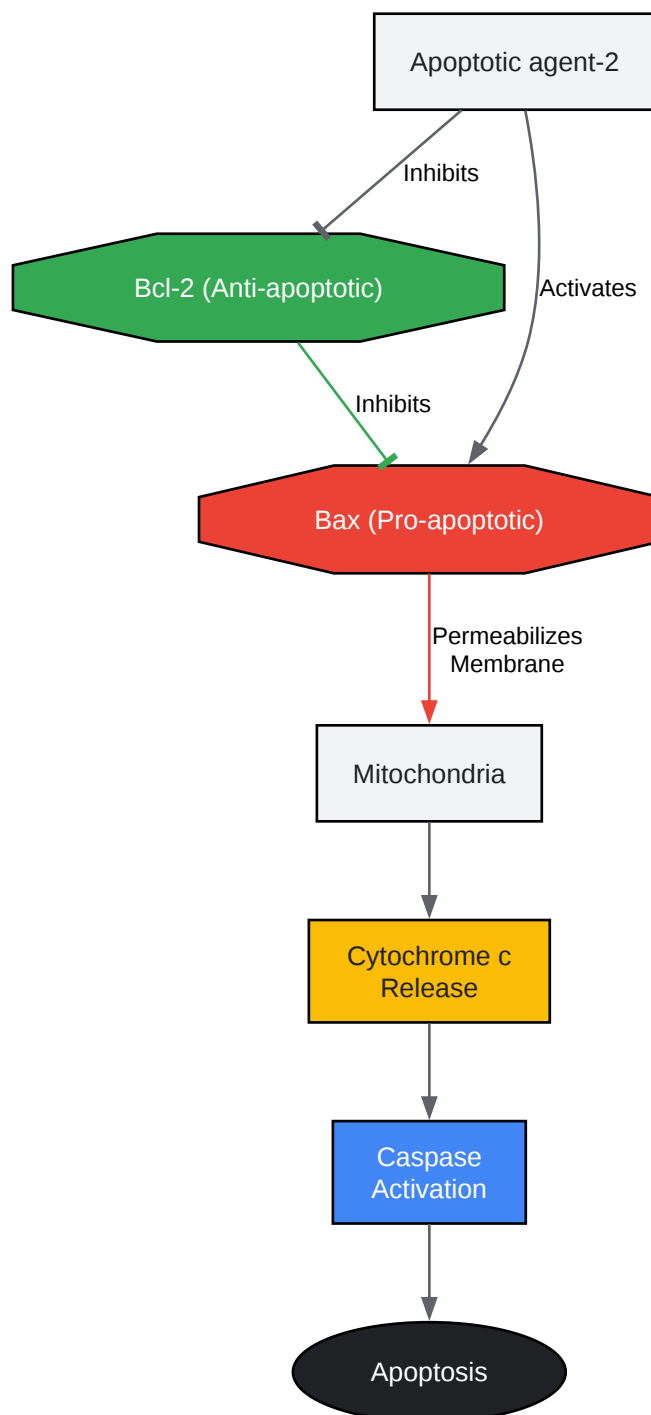 Apoptotic agent-2
Inhibits
Bcl-2 (Anti-apoptotic)
Activates
Inhibits
Bax (Pro-apoptotic)
Permeabilizes
Membrane
Mitochondria
Cytochrome c
Release
Caspase
Activation
Apoptosis